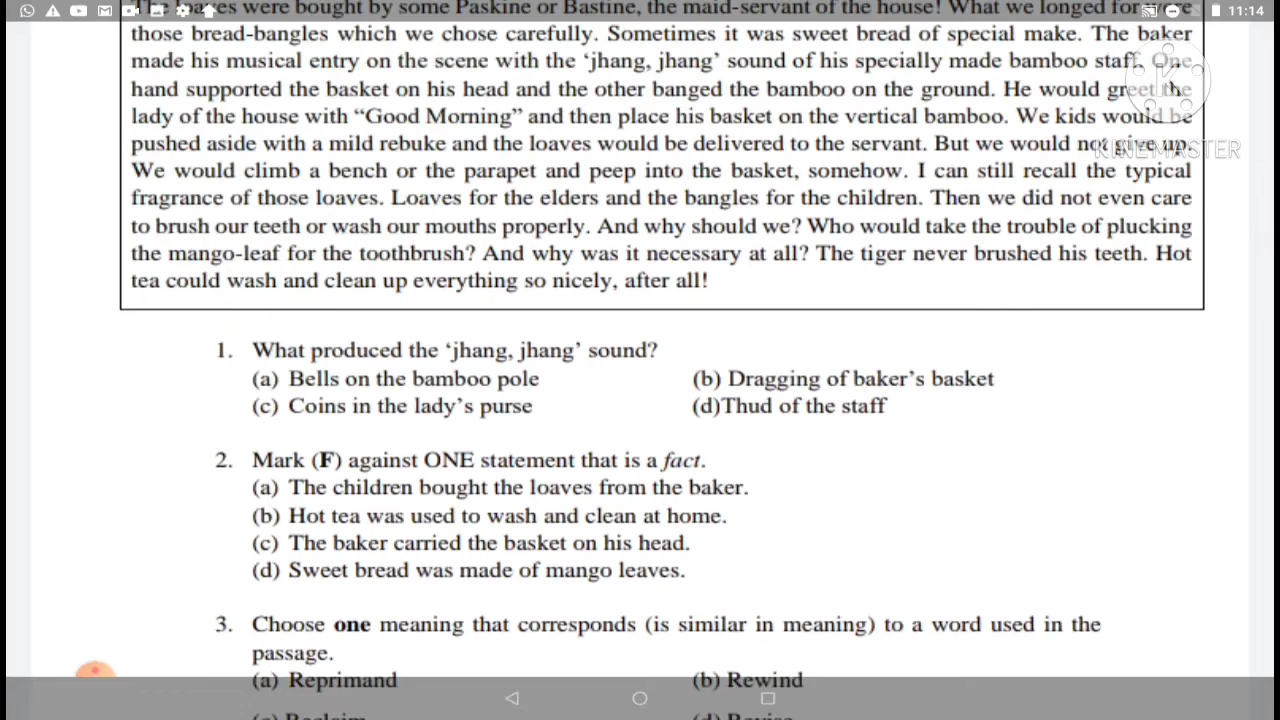 11:14
The loaves were bought by some Paskine or Bastine, the maid-servant of the house! What we longed for were
those bread-bangles which we chose carefully. Sometimes it was sweet bread of special make. The baker
made his musical entry on the scene with the ‘jhang, jhang’ sound of his specially made bamboo staff. One
hand supported the basket on his head and the other banged the bamboo on the ground. He would greet the
lady of the house with “Good Morning” and then place his basket on the vertical bamboo. We kids would be
pushed aside with a mild rebuke and the loaves would be delivered to the servant. But we would not give up.
KINEMASTER
We would climb a bench or the parapet and peep into the basket, somehow. I can still recall the typical
fragrance of those loaves. Loaves for the elders and the bangles for the children. Then we did not even care
to brush our teeth or wash our mouths properly. And why should we? Who would take the trouble of plucking
the mango-leaf for the toothbrush? And why was it necessary at all? The tiger never brushed his teeth. Hot
tea could wash and clean up everything so nicely, after all!
1. What produced the ‘jhang, jhang’ sound?
(a) Bells on the bamboo pole (b) Dragging of baker’s basket
(c) Coins in the lady’s purse (d)Thud of the staff
2. Mark (F) against ONE statement that is a fact.
(a) The children bought the loaves from the baker.
(b) Hot tea was used to wash and clean at home.
(c) The baker carried the basket on his head.
(d) Sweet bread was made of mango leaves.
3. Choose one meaning that corresponds (is similar in meaning) to a word used in the
passage.
(a) Reprimand (b) Rewind
(c) Reclaim (d) Revise